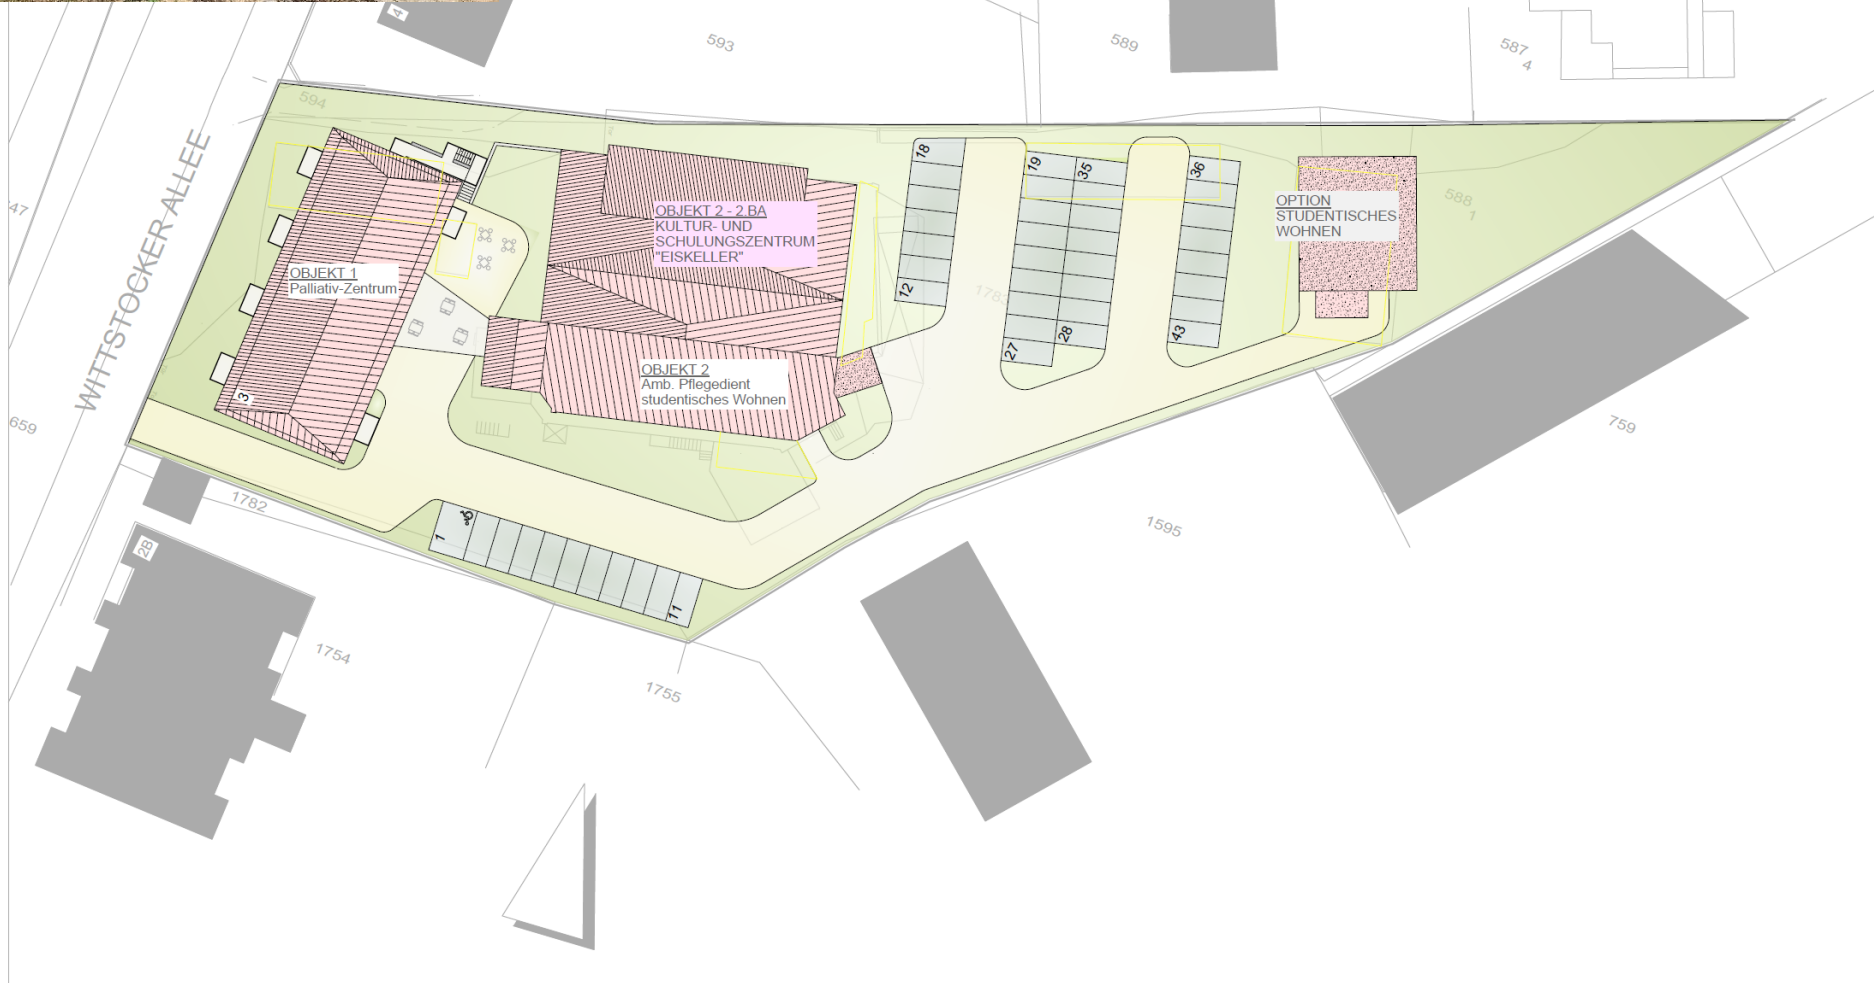 4
593
589
587
4
594
47
WITTSTOCKER ALLEE
18
19
35
36
OBJEKT 2 - 2.BA
KULTUR- UND
SCHULUNGSZENTRUM
"EISKELLER"
OPTION
STUDENTISCHES
WOHNEN
588
1
OBJEKT 1
Palliativ-Zentrum
12
1783
27
28
43
OBJEKT 2
Amb. Pflegedient
studentisches Wohnen
3
659
759
1782
1
11
1595
2B
1754
1755